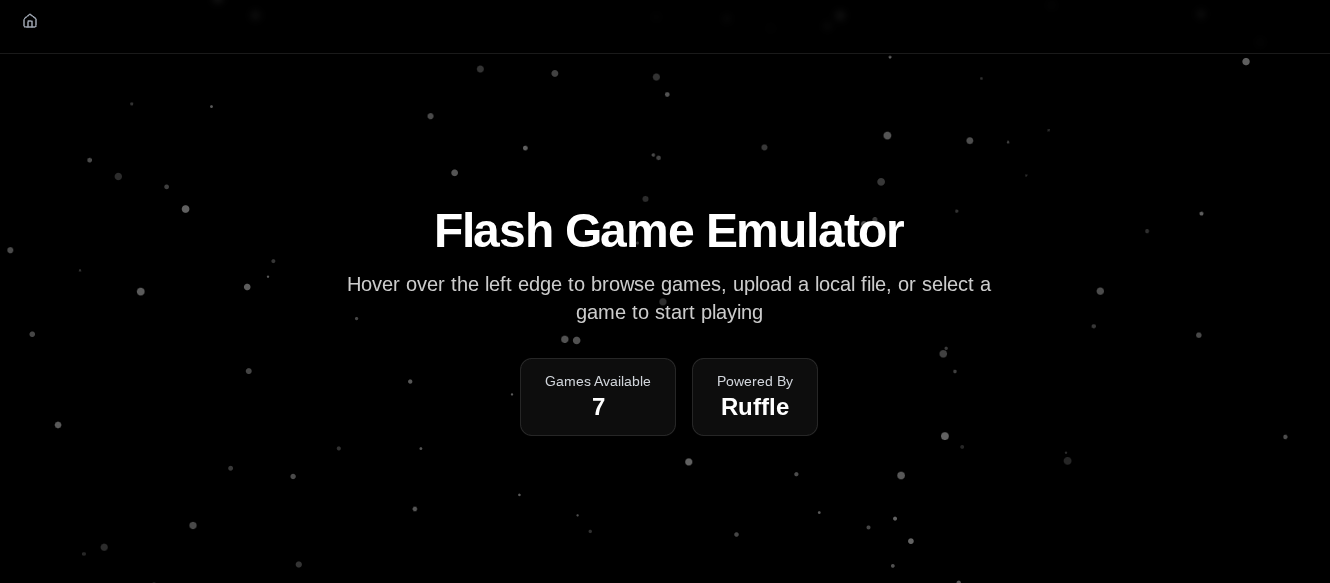 Flash Game Emulator
Hover over the left edge to browse games, upload a local file, or select a
game to start playing
Games Available
7
Powered By
Ruffle